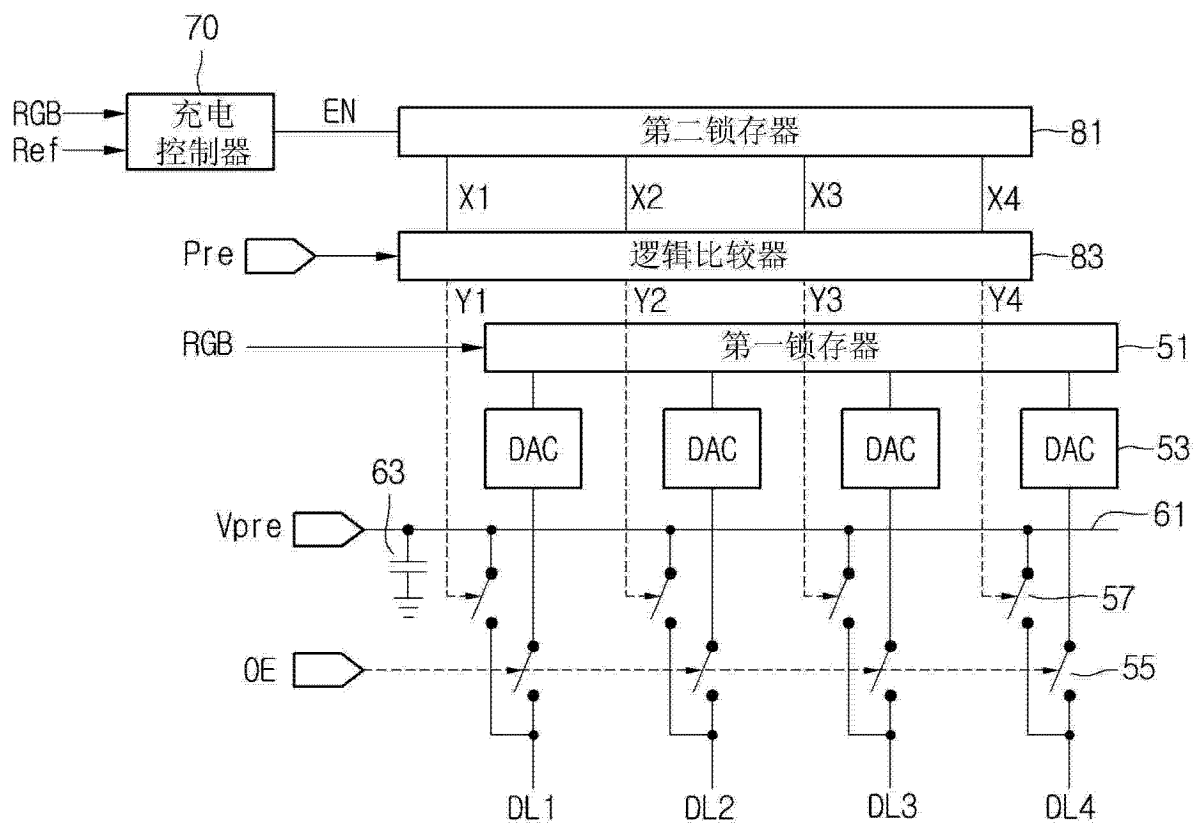 70
RGB
Ref
充电
控制器
EN
第二锁存器
81
X1 X2 X3 X4
Pre
逻辑比较器
83
Y1 Y2 Y3 Y4
RGB
第一锁存器
51
DAC DAC DAC DAC
53
63
Vpre
61
57
OE
55
DL1 DL2 DL3 DL4